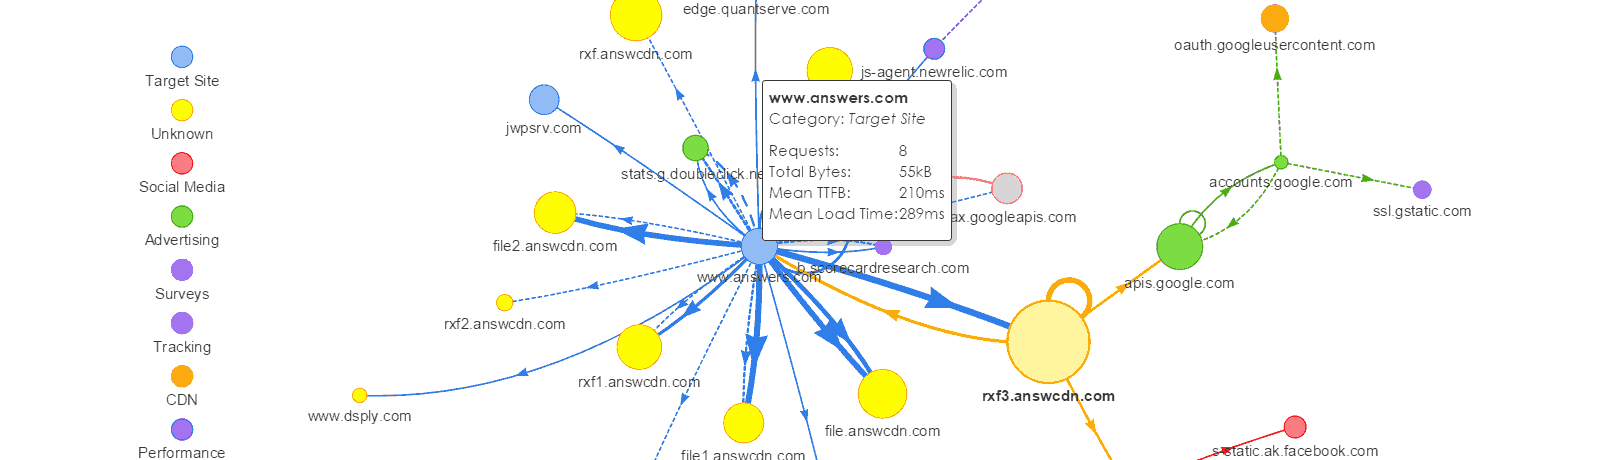 edge.quantserve.com
rxf.answcdn.com
oauth.googleusercontent.com
js-agent.newrelic.com
Target Site
jwpsrv.com
www.answers.com
Category: Target Site
Requests: 8
Total Bytes: 55kB
Mean TTFB: 210ms
Mean Load Time: 289ms
Unknown
Social Media
stats.g.doubleclick.ne
accounts.google.com
ssl.gstatic.com
ax.googleapis.com
Advertising
file2.answcdn.com
www.answers.com
b.scorecardresearch.com
apis.google.com
Surveys
rxf2.answcdn.com
Tracking
rxf1.answcdn.com
rxf3.answcdn.com
CDN
www.dsply.com
file.answcdn.com
file1.answcdn.com
s-static.ak.facebook.com
Performance